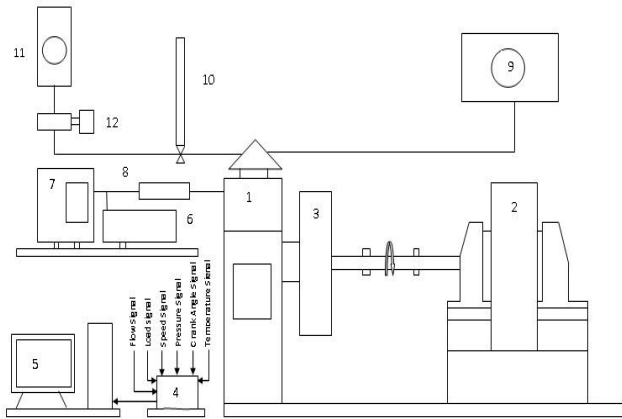 11
10
9
12
8
7
6
1
3
2
Flow Signal
Load signal
Speed Signal
Pressure Signal
Crank Angle Signal
Temperature Signal
5
4